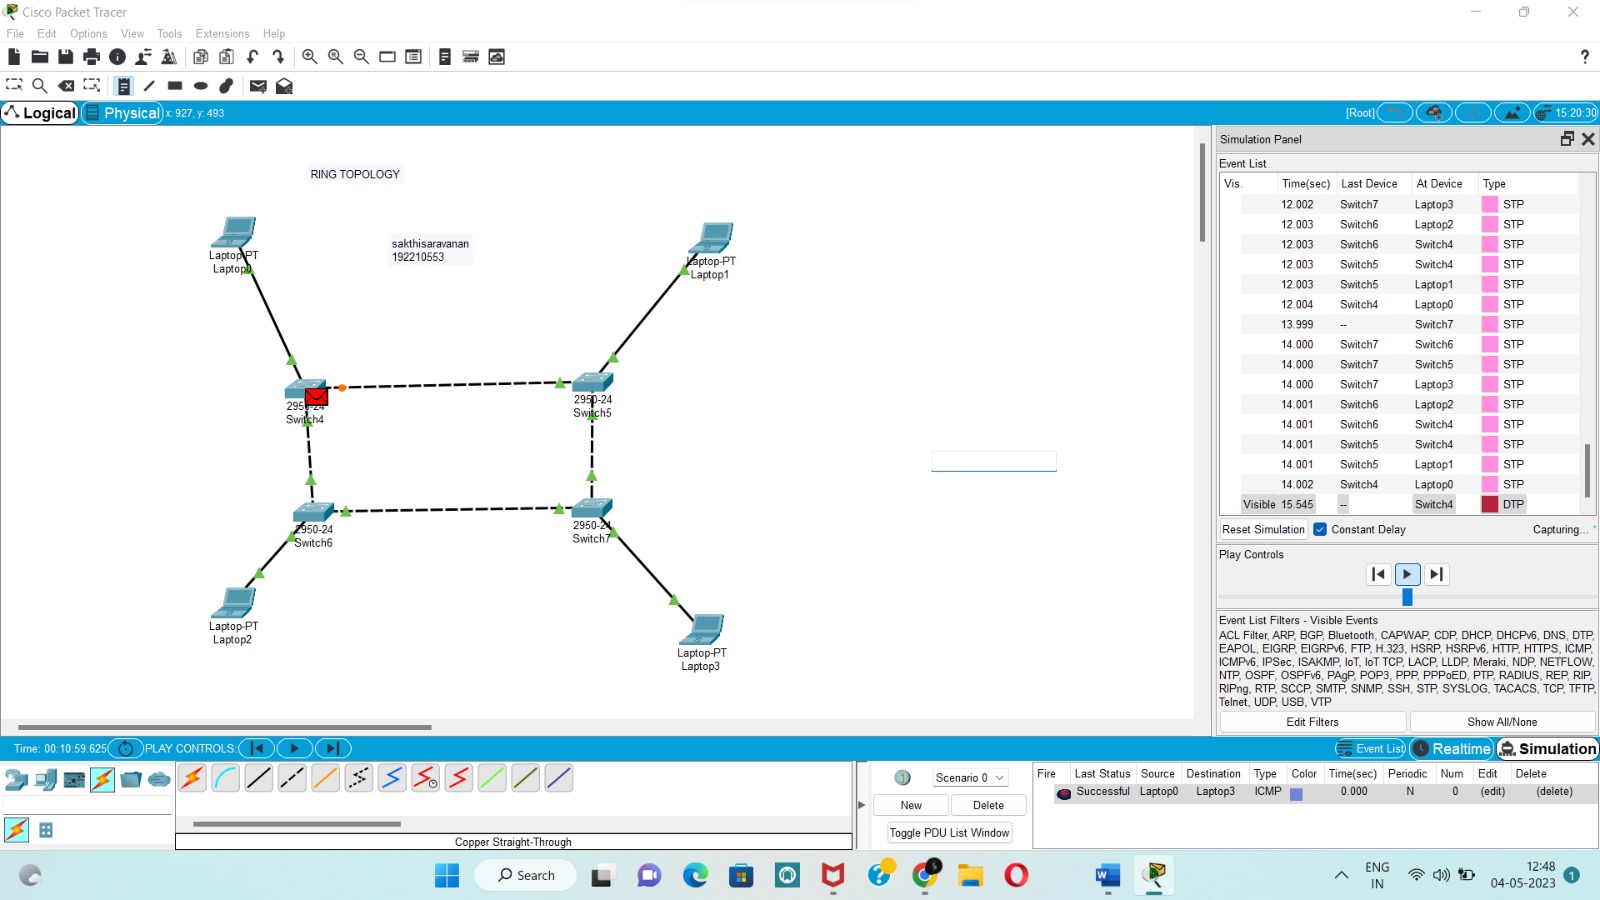 Cisco Packet Tracer
File Edit Options View Tools Extensions Help
?
Logical Physical x: 927, y: 493 [Root] 15:20:30
RING TOPOLOGY
sakthisaravanan
192210553
Laptop-PT
Laptop0
Laptop-PT
Laptop1
2950-24
Switch4
2950-24
Switch5
2950-24
Switch6
2950-24
Switch7
Laptop-PT
Laptop2
Laptop-PT
Laptop3
Simulation Panel
Event List
Vis. Time(sec) Last Device At Device Type
12.002 Switch7 Laptop3 STP
12.003 Switch6 Laptop2 STP
12.003 Switch6 Switch4 STP
12.003 Switch5 Switch4 STP
12.003 Switch5 Laptop1 STP
12.004 Switch4 Laptop0 STP
13.999 -- Switch7 STP
14.000 Switch7 Switch6 STP
14.000 Switch7 Switch5 STP
14.000 Switch7 Laptop3 STP
14.001 Switch6 Laptop2 STP
14.001 Switch6 Switch4 STP
14.001 Switch5 Switch4 STP
14.001 Switch5 Laptop1 STP
14.002 Switch4 Laptop0 STP
Visible 15.545 -- Switch4 DTP
Reset Simulation Constant Delay Capturing...
Play Controls
Event List Filters - Visible Events
ACL Filter, ARP, BGP, Bluetooth, CAPWAP, CDP, DHCP, DHCPv6, DNS, DTP,
EAPOL, EIGRP, EIGRPv6, FTP, H.323, HSRP, HSRPv6, HTTP, HTTPS, ICMP,
ICMPv6, IPSec, ISAKMP, IoT, IoT TCP, LACP, LLDP, Meraki, NDP, NETFLOW,
NTP, OSPF, OSPFv6, PAgP, POP3, PPP, PPPoED, PTP, RADIUS, REP, RIP,
RIPng, RTP, SCCP, SMTP, SNMP, SSH, STP, SYSLOG, TACACS, TCP, TFTP,
Telnet, UDP, USB, VTP
Edit Filters Show All/None
Time: 00:10:59.625 PLAY CONTROLS: Event List Realtime Simulation
Copper Straight-Through
Scenario 0
New Delete
Toggle PDU List Window
Fire Last Status Source Destination Type Color Time(sec) Periodic Num Edit Delete
Successful Laptop0 Laptop3 ICMP 0.000 N 0 (edit) (delete)
Search
ENG
IN
12:48
04-05-2023
1